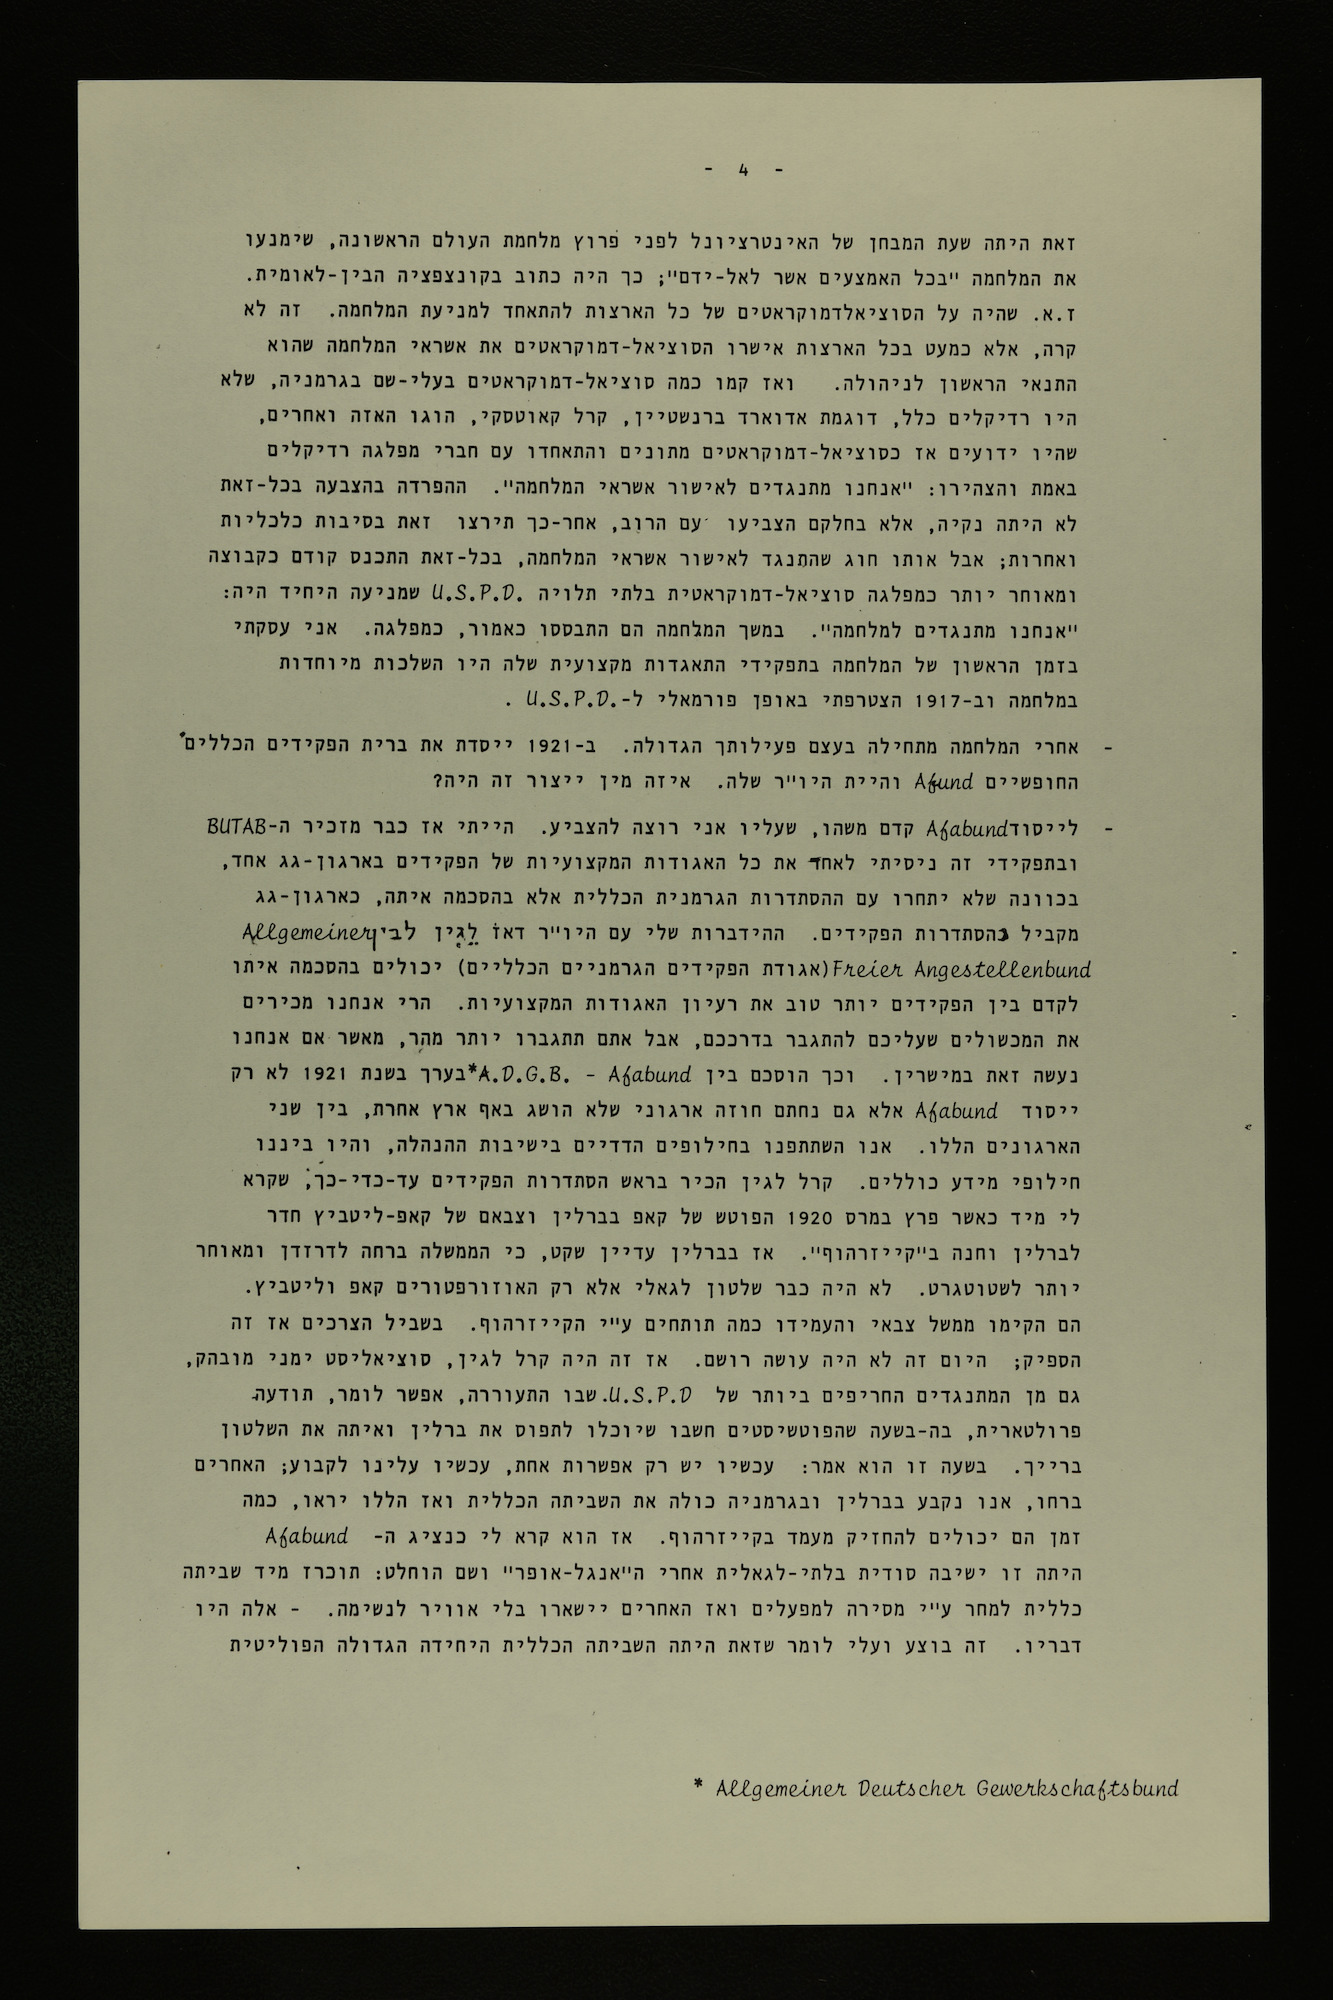 - 4 -
זאת היתה שעת המבחן של האינטרציונל לפני פרוץ מלחמת העולם הראשונה, שימנעו
את המלחמה "בכל האמצעים אשר לאל-ידם"; כך היה כתוב בקונצפציה הבין-לאומית.
ז.א. שהיה על הסוציאלדמוקראטים של כל הארצות להתאחד למניעת המלחמה. זה לא
קרה, אלא כמעט בכל הארצות אישרו הסוציאל-דמוקראטים את אשראי המלחמה שהוא
התנאי הראשון לניהולה. ואז קמו כמה סוציאל-דמוקראטים בעלי-שם בגרמניה, שלא
היו רדיקלים כלל, דוגמת אדוארד ברנשטיין, קרל קאוטסקי, הוגו האזה ואחרים,
שהיו ידועים אז כסוציאל-דמוקראטים מתונים והתאחדו עם חברי מפלגה רדיקלים
באמת והצהירו: "אנחנו מתנגדים לאישור אשראי המלחמה". ההפרדה בהצבעה בכל-זאת
לא היתה נקיה, אלא בחלקם הצביעו עם הרוב, אחר-כך תירצו זאת בסיבות כלכליות
ואחרות; אבל אותו חוג שהתנגד לאישור אשראי המלחמה, בכל-זאת התכנס קודם כקבוצה
ומאוחר יותר כמפלגה סוציאל-דמוקראטית בלתי תלויה U.S.P.D. שמניעה היחיד היה:
"אנחנו מתנגדים למלחמה". במשך המלחמה הם התבססו כאמור, כמפלגה. אני עסקתי
בזמן הראשון של המלחמה בתפקידי התאגדות מקצועית שלה היו השלכות מיוחדות
במלחמה וב-1917 הצטרפתי באופן פורמאלי ל-U.S.P.D. .
- אחרי המלחמה מתחילה בעצם פעילותך הגדולה. ב-1921 ייסדת את ברית הפקידים הכללים
החופשיים Afund והיית היו"ר שלה. איזה מין ייצור זה היה?
- לייסוד Afabund קדם משהו, שעליו אני רוצה להצביע. הייתי אז כבר מזכיר ה-BUTAB
ובתפקידי זה ניסיתי לאחד את כל האגודות המקצועיות של הפקידים בארגון-גג אחד,
בכוונה שלא יתחרו עם ההסתדרות הגרמנית הכללית אלא בהסכמה איתה, כארגון-גג
מקביל כהסתדרות הפקידים. ההידברות שלי עם היו"ר דאז לגין לבין Allgemeiner
Freier Angestellenbund (אגודת הפקידים הגרמניים הכלליים) יכולים בהסכמה איתו
לקדם בין הפקידים יותר טוב את רעיון האגודות המקצועיות. הרי אנחנו מכירים
את המכשולים שעליכם להתגבר בדרככם, אבל אתם תתגברו יותר מהר, מאשר אם אנחנו
נעשה זאת במישרין. וכך הוסכם בין A.D.G.B. - Afabund* בערך בשנת 1921 לא רק
ייסוד Afabund אלא גם נחתם חוזה ארגוני שלא הושג באף ארץ אחרת, בין שני
הארגונים הללו. אנו השתתפנו בחילופים הדדיים בישיבות ההנהלה, והיו ביננו
חילופי מידע כוללים. קרל לגין הכיר בראש הסתדרות הפקידים עד-כדי-כך, שקרא
לי מיד כאשר פרץ במרס 1920 הפוטש של קאפ בברלין וצבאם של קאפ-ליטביץ חדר
לברלין וחנה ב"קייזרהוף". אז בברלין עדיין שקט, כי הממשלה ברחה לדרזדן ומאוחר
יותר לשטוטגרט. לא היה כבר שלטון לגאלי אלא רק האוזורפטורים קאפ וליטביץ.
הם הקימו ממשל צבאי והעמידו כמה תותחים ע"י הקייזרהוף. בשביל הצרכים אז זה
הספיק; היום זה לא היה עושה רושם. אז זה היה קרל לגין, סוציאליסט ימני מובהק,
גם מן המתנגדים החריפים ביותר של U.S.P.D. שבו התעוררה, אפשר לומר, תודעה
פרולטארית, בה-בשעה שהפוטשיסטים חשבו שיוכלו לתפוס את ברלין ואיתה את השלטון
ברייך. בשעה זו הוא אמר: עכשיו יש רק אפשרות אחת, עכשיו עלינו לקבוע; האחרים
ברחו, אנו נקבע בברלין ובגרמניה כולה את השביתה הכללית ואז הללו יראו, כמה
זמן הם יכולים להחזיק מעמד בקייזרהוף. אז הוא קרא לי כנציג ה- Afabund
היתה זו ישיבה סודית בלתי-לגאלית אחרי ה"אנגל-אופר" ושם הוחלט: תוכרז מיד שביתה
כללית למחר ע"י מסירה למפעלים ואז האחרים יישארו בלי אוויר לנשימה. - אלה היו
דבריו. זה בוצע ועלי לומר שזאת היתה השביתה הכללית היחידה הגדולה הפוליטית
* Allgemeiner Deutscher Gewerkschaftsbund